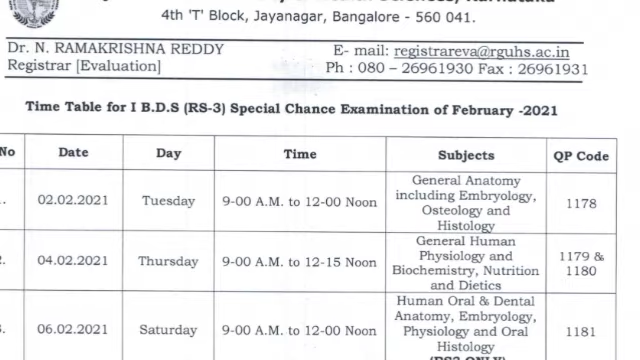 4th 'T' Block, Jayanagar, Bangalore - 560 041.
Dr. N. RAMAKRISHNA REDDY
Registrar [Evaluation]
E- mail: registrareva@rguhs.ac.in
Ph : 080 – 26961930 Fax : 26961931
Time Table for I B.D.S (RS-3) Special Chance Examination of February -2021
No Date Day Time Subjects QP Code
02.02.2021 Tuesday 9-00 A.M. to 12-00 Noon General Anatomy
including Embryology,
Osteology and
Histology
1178
04.02.2021 Thursday 9-00 A.M. to 12-15 Noon General Human
Physiology and
Biochemistry, Nutrition
and Dietics
1179 &
1180
06.02.2021 Saturday 9-00 A.M. to 12-00 Noon Human Oral & Dental
Anatomy, Embryology,
Physiology and Oral
Histology
1181